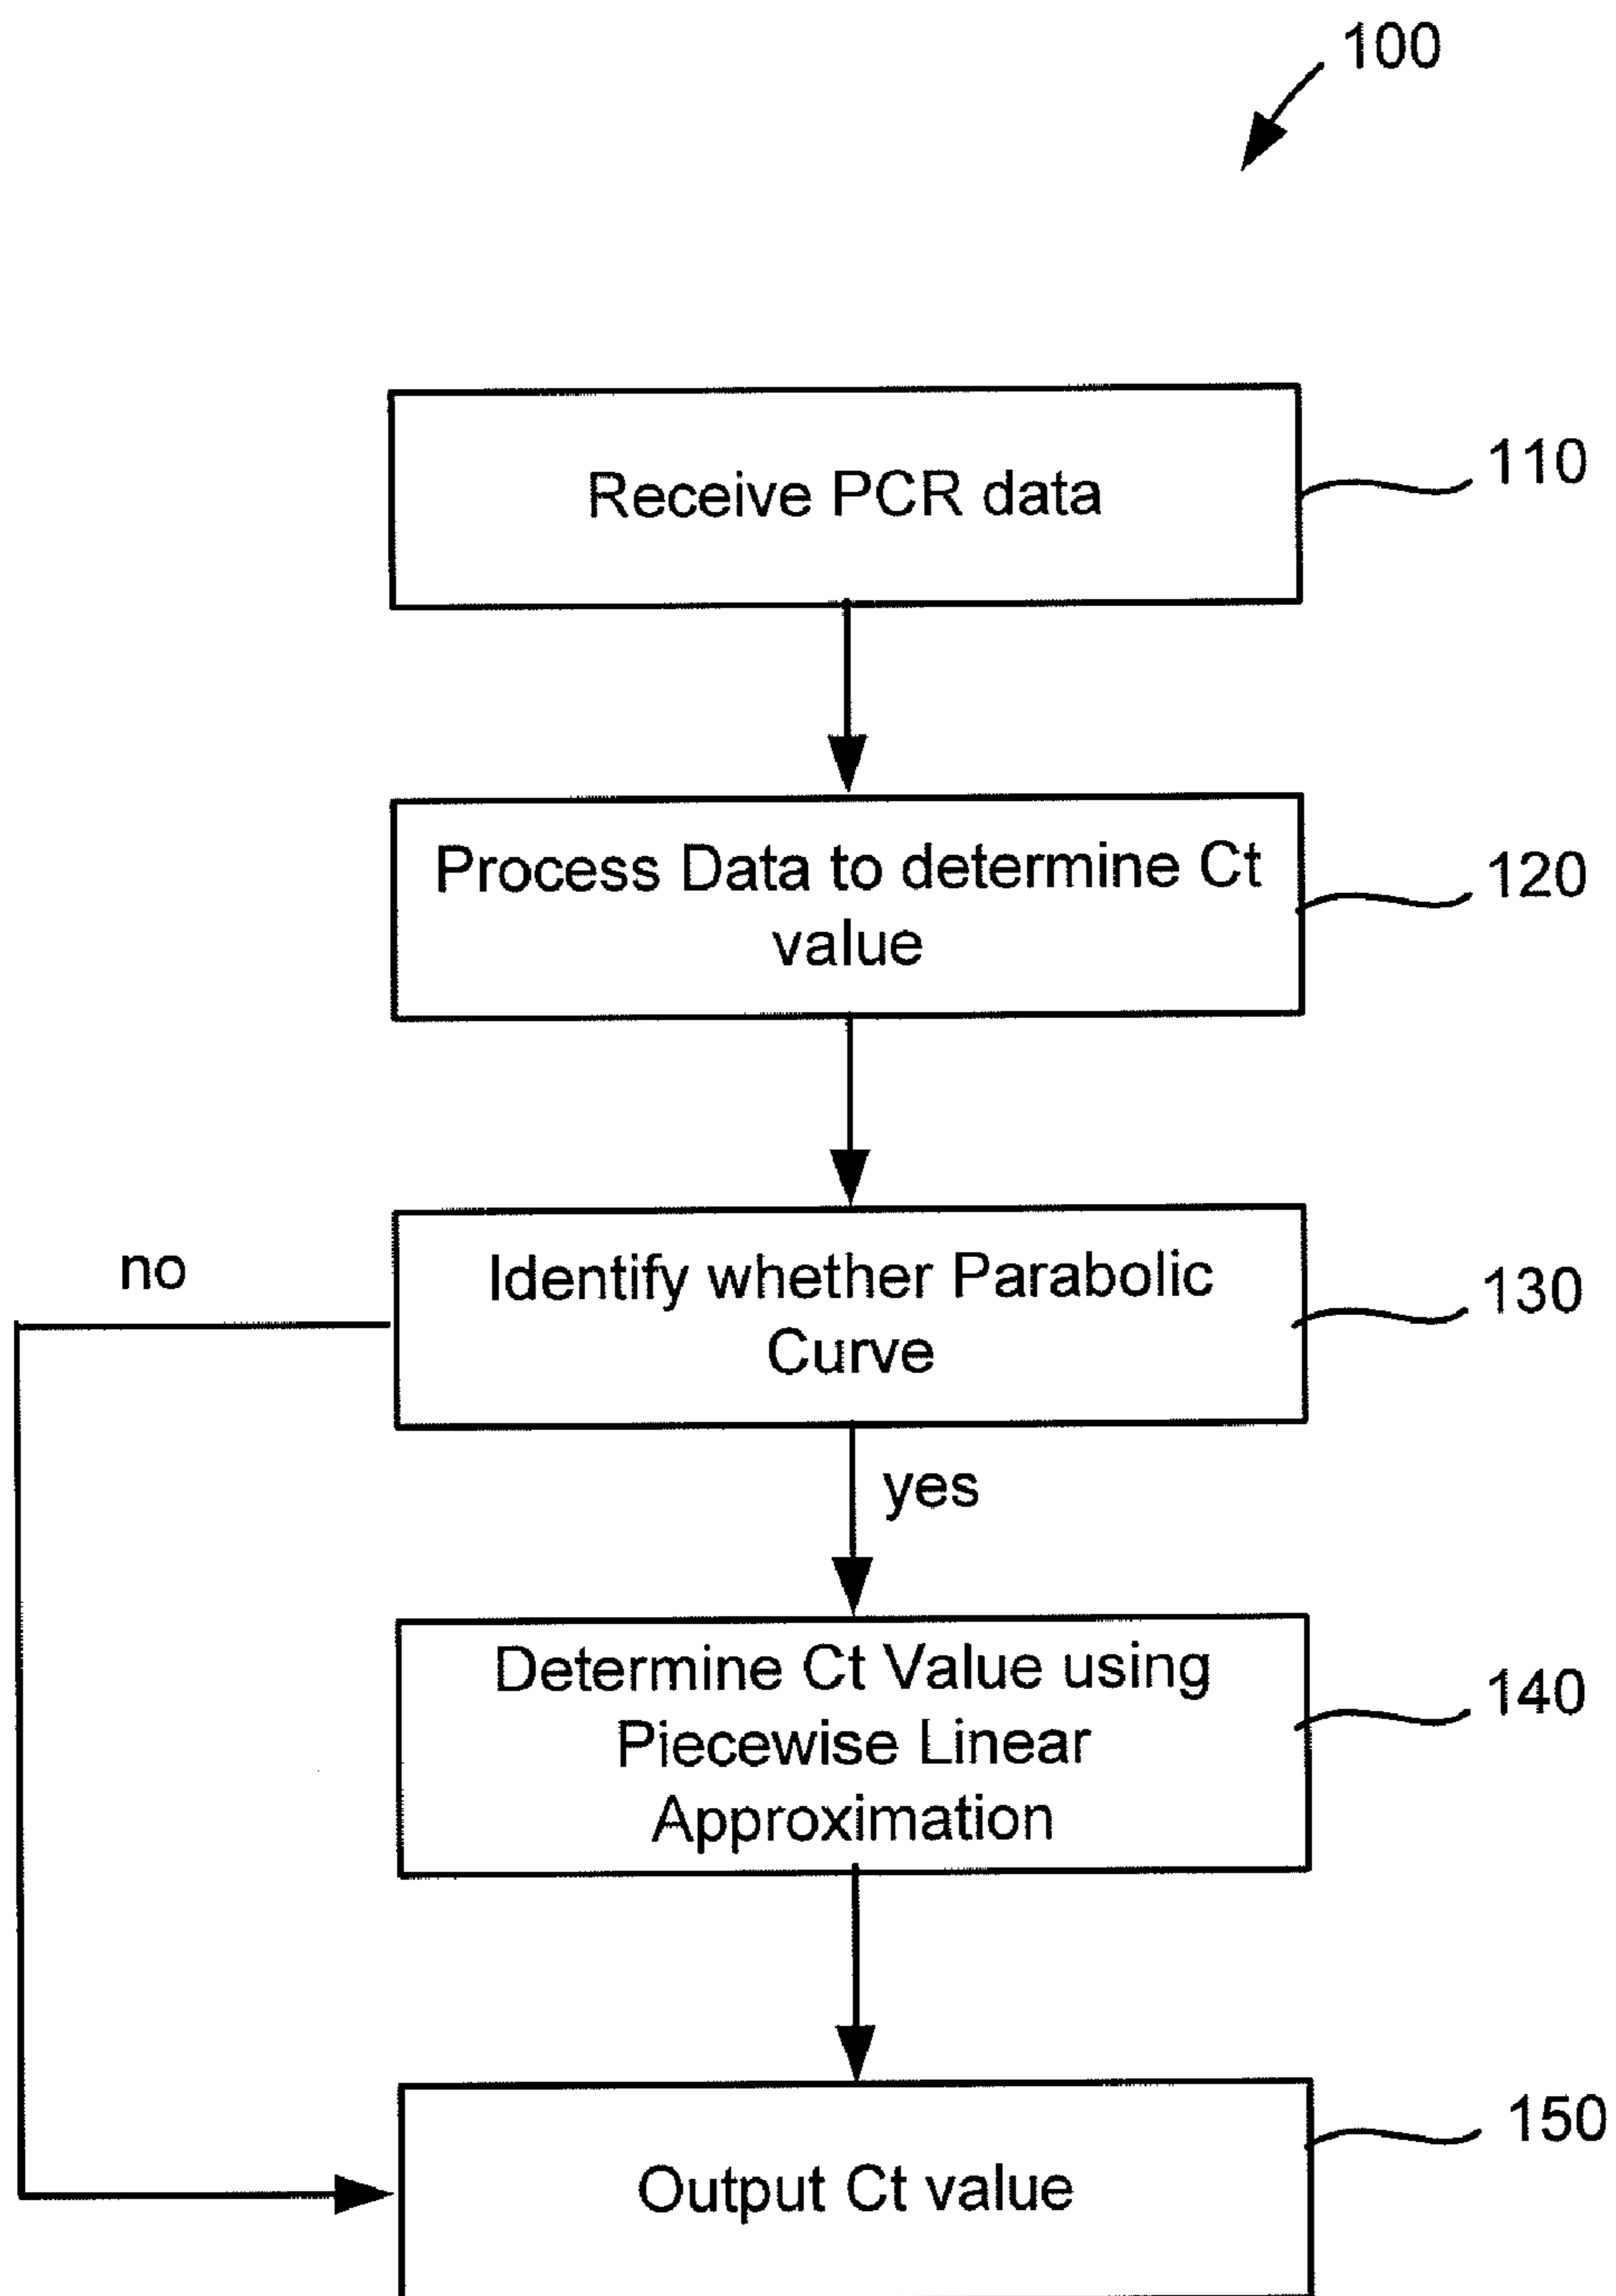 100
Receive PCR data
110
Process Data to determine Ct
value
120
Identify whether Parabolic
Curve
130
no
yes
Determine Ct Value using
Piecewise Linear
Approximation
140
Output Ct value
150